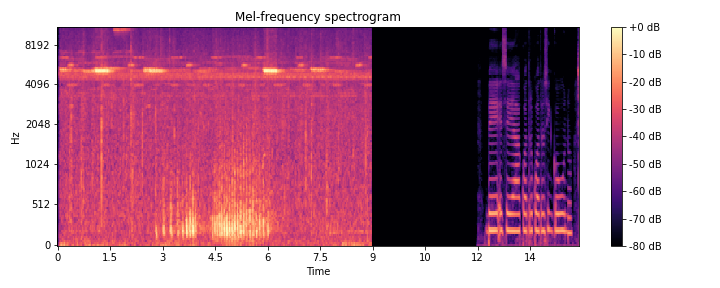 Mel-frequency spectrogram
Hz
8192
4096
2048
1024
512
0
0
1.5
3
4.5
6
7.5
9
10
12
14
Time
+0 dB
-10 dB
-20 dB
-30 dB
-40 dB
-50 dB
-60 dB
-70 dB
-80 dB